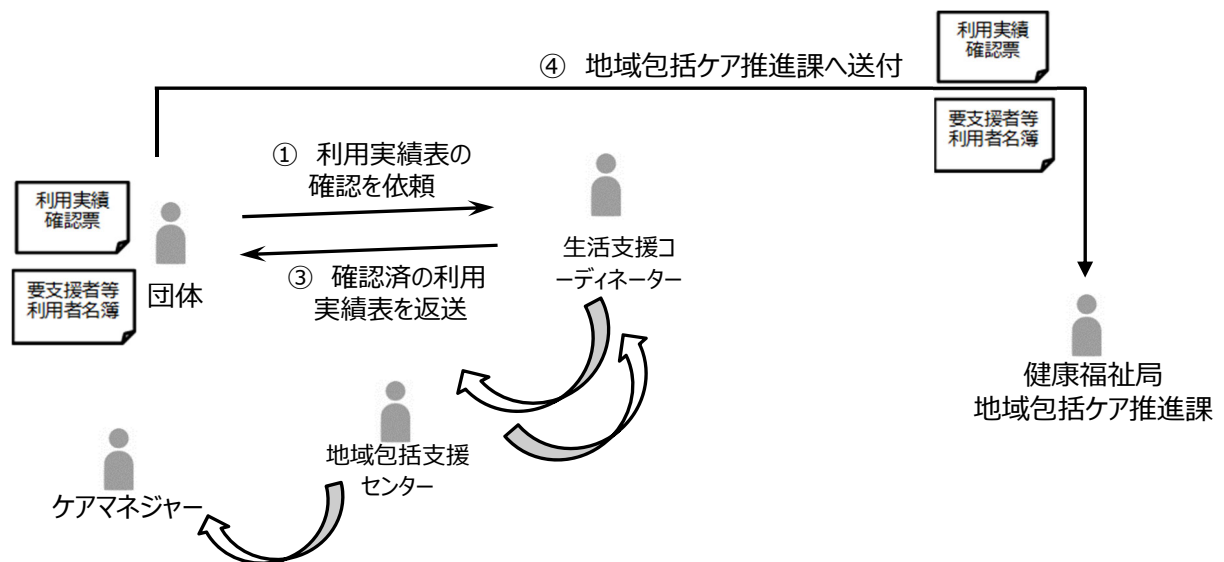 ④ 地域包括ケア推進課へ送付
利用実績
確認票
要支援者等
利用者名簿
① 利用実績表の
確認を依頼
利用実績
確認票
要支援者等
利用者名簿
団体
③ 確認済の利用
実績表を返送
生活支援コ
ーディネーター
健康福祉局
地域包括ケア推進課
地域包括支援
センター
ケアマネジャー